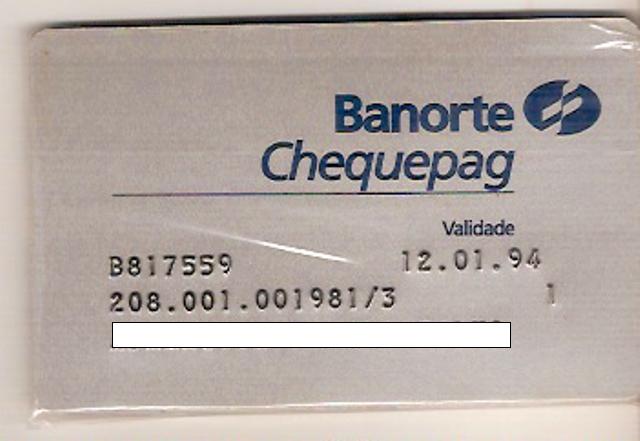 Banorte
Chequepag
Validade
B817559 12.01.94
208.001.001981/3 1